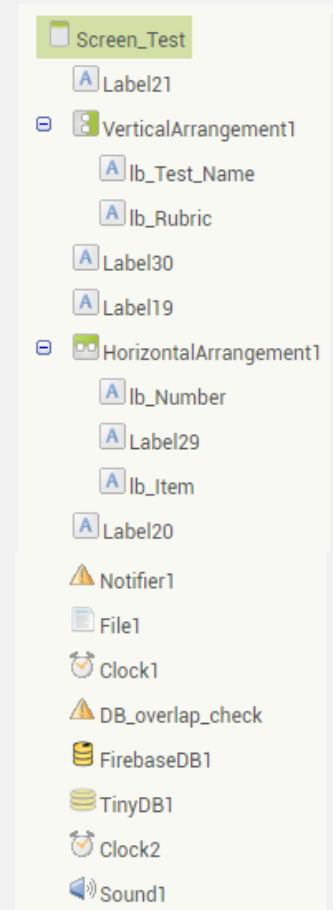 Screen_Test
A Label21
VerticalArrangement1
A lb_Test_Name
A lb_Rubric
A Label30
A Label19
HorizontalArrangement1
A lb_Number
A Label29
A lb_Item
A Label20
Notifier1
File1
Clock1
DB_overlap_check
FirebaseDB1
TinyDB1
Clock2
Sound1